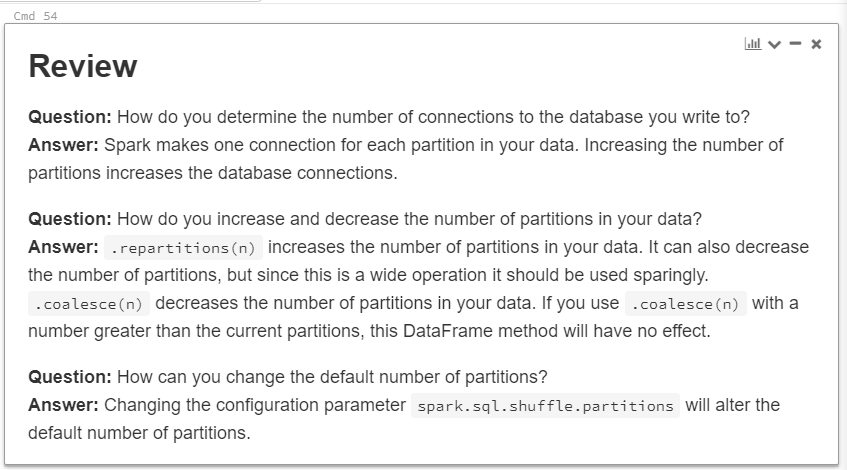 Cmd 54
Review
Question: How do you determine the number of connections to the database you write to?
Answer: Spark makes one connection for each partition in your data. Increasing the number of
partitions increases the database connections.
Question: How do you increase and decrease the number of partitions in your data?
Answer: .repartitions(n) increases the number of partitions in your data. It can also decrease
the number of partitions, but since this is a wide operation it should be used sparingly.
.coalesce(n) decreases the number of partitions in your data. If you use .coalesce(n) with a
number greater than the current partitions, this DataFrame method will have no effect.
Question: How can you change the default number of partitions?
Answer: Changing the configuration parameter spark.sql.shuffle.partitions will alter the
default number of partitions.